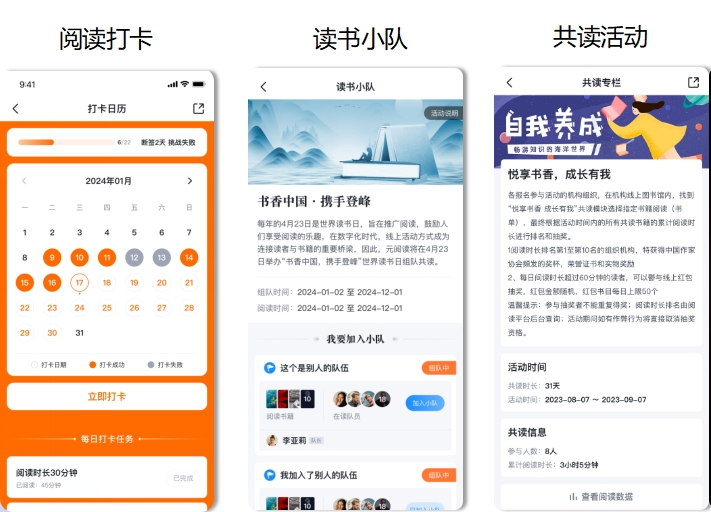 阅读打卡
读书小队
共读活动
9:41
打卡日历
6/22
断签2天 挑战失败
2024年01月
一 二 三 四 五 六 日
1 2 3 4 5 6 7
8 9 10 11 12 13 14
15 16 17 18 19 20 21
22 23 24 25 26 27 28
29 30 31
打卡日期 打卡成功 打卡失败
立即打卡
每日打卡任务
阅读时长30分钟
已阅读：45分钟
已完成
读书小队
活动说明
书香中国·携手登峰
每年的4月23日是世界读书日，旨在推广阅读，鼓励人
们享受阅读的乐趣，在数字化时代，线上活动方式成为
连接读者与书籍的重要桥梁。因此，元阅读将在4月23
日举办"书香中国，携手登峰"世界读书日组队共读。
组队时间：2024-01-02 至 2024-12-01
阅读时间：2024-01-02 至 2024-12-01
我要加入小队
这个是别人的队伍
组队中
10
18
加入小队
阅读书籍
在读队员
李亚莉
队长
我加入了别人的队伍
组队中
10
18
共读专栏
自我养成
畅游知识的海洋世界
悦享书香，成长有我
各报名参与活动的机构组织，在机构线上图书馆内，找到
"悦享书香 成长有我"共读模块选择指定书籍阅读（书
单），最终根据活动时间内的所有共读书籍的累计阅读时
长进行排名和抽奖。
1阅读时长排名第1至第10名的组织机构，将获得中国作家
协会颁发的奖杯，荣誉证书和实物奖励
2、每日阅读时长超过60分钟的读者，可以参与线上红包
抽奖，红包金额随机，红包书目每日上限50个
温馨提示：参与抽奖者不能重复得奖；阅读时长排名由阅
读平台后台查询；活动期间如有作弊行为将直接取消抽奖
资格。
活动时间
共读时长：31天
活动时间：2023-08-07 ～ 2023-09-07
共读信息
参与人数：8人
累计阅读时长：3小时5分钟
查看阅读数据